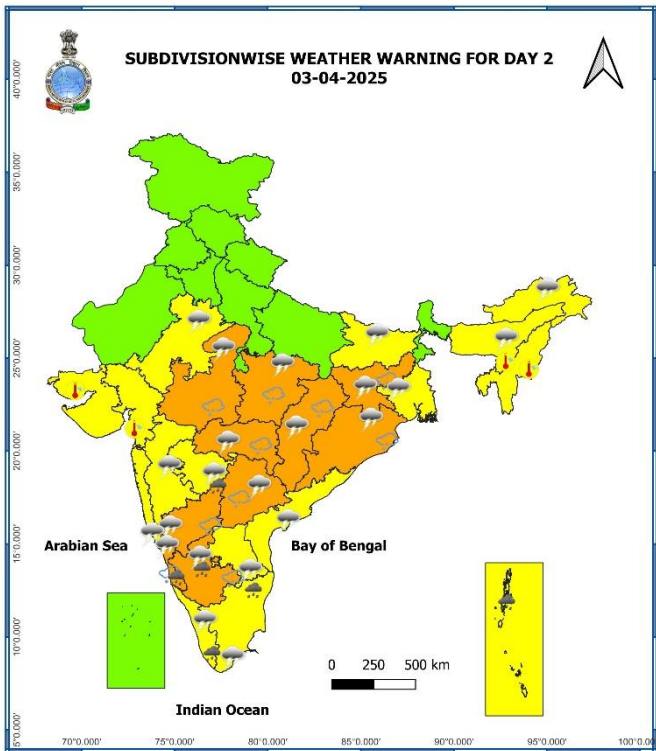 SUBDIVISIONWISE WEATHER WARNING FOR DAY 2
03-04-2025
40°0.000'
35°0.000'
30°0.000'
25°0.000'
20°0.000'
15°0.000'
10°0.000'
5°0.000'
Arabian Sea
Bay of Bengal
0 250 500 km
Indian Ocean
70°0.000' 75°0.000' 80°0.000' 85°0.000' 90°0.000' 95°0.000' 100°0.000'